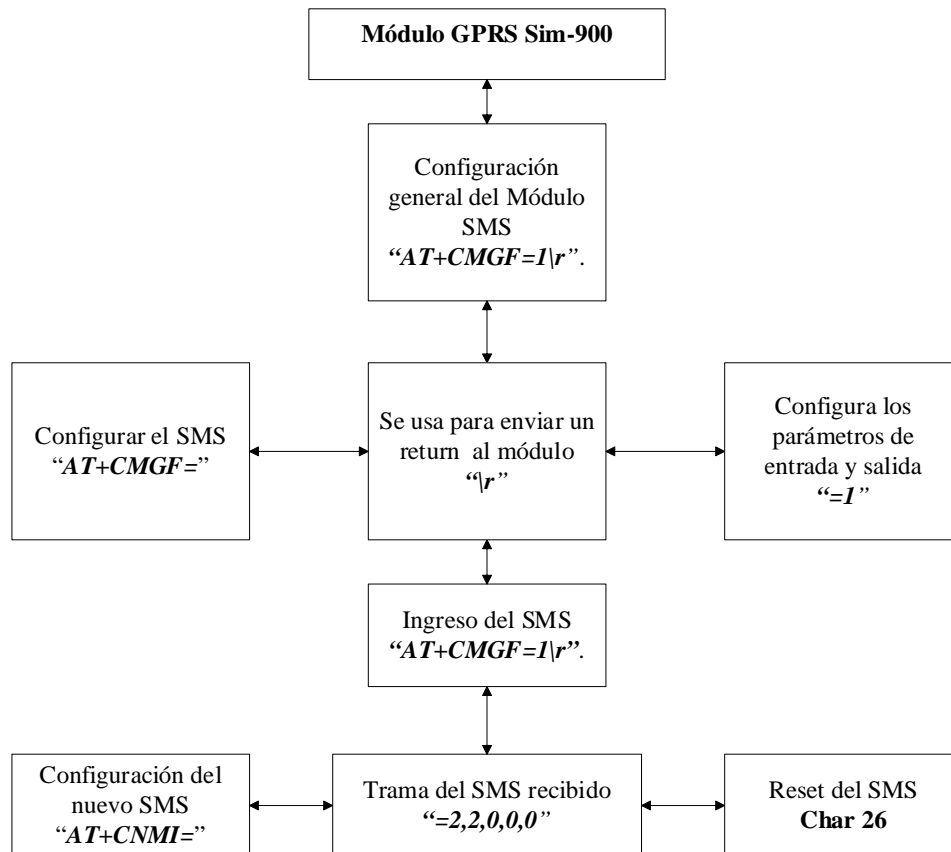 Módulo GPRS Sim-900
Configuración
general del Módulo
SMS
“AT+CMGF=1\r”.
Configurar el SMS
“AT+CMGF=”
Se usa para enviar un
return al módulo
“\r”
Configura los
parámetros de
entrada y salida
“=1”
Ingreso del SMS
“AT+CMGF=1\r”.
Configuración del
nuevo SMS
“AT+CNMI=”
Trama del SMS recibido
“=2,2,0,0,0”
Reset del SMS
Char 26